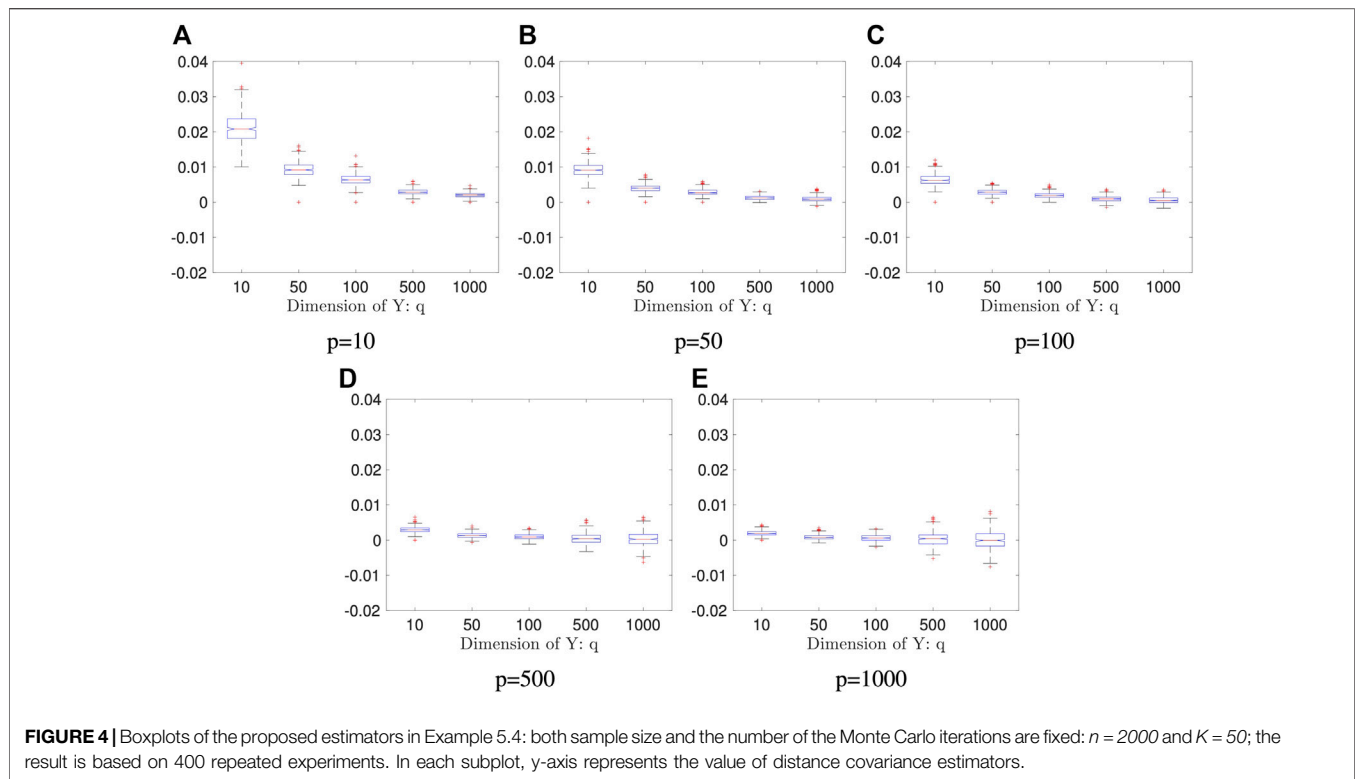 A
B
C
0.04
0.03
0.02
0.01
0
-0.01
-0.02
10 50 100 500 1000
Dimension of Y: q
p=10
0.04
0.03
0.02
0.01
0
-0.01
-0.02
10 50 100 500 1000
Dimension of Y: q
p=50
0.04
0.03
0.02
0.01
0
-0.01
-0.02
10 50 100 500 1000
Dimension of Y: q
p=100
D
E
0.04
0.03
0.02
0.01
0
-0.01
-0.02
10 50 100 500 1000
Dimension of Y: q
p=500
0.04
0.03
0.02
0.01
0
-0.01
-0.02
10 50 100 500 1000
Dimension of Y: q
p=1000
FIGURE 4 | Boxplots of the proposed estimators in Example 5.4: both sample size and the number of the Monte Carlo iterations are fixed: n = 2000 and K = 50; the
result is based on 400 repeated experiments. In each subplot, y-axis represents the value of distance covariance estimators.